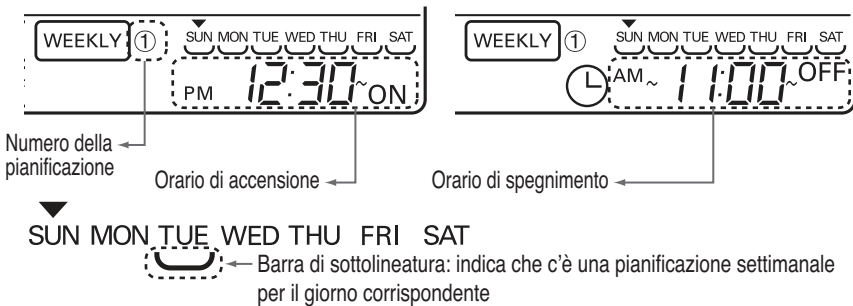 WEEKLY ① SUN MON TUE WED THU FRI SAT
PM 12:30~ON
WEEKLY ① SUN MON TUE WED THU FRI SAT
AM~ 11:00~OFF
Numero della
pianificazione
Orario di accensione
Orario di spegnimento
SUN MON TUE WED THU FRI SAT
Barra di sottolineatura: indica che c'è una pianificazione settimanale
per il giorno corrispondente